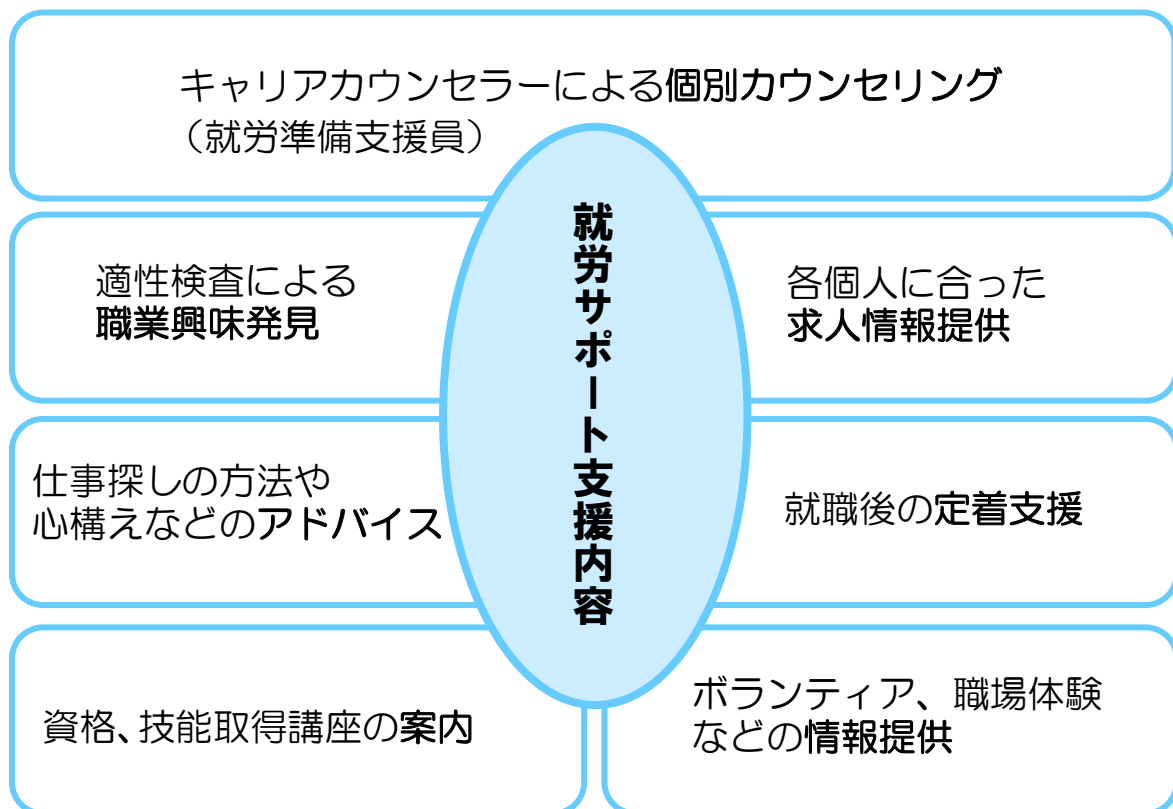 キャリアカウンセラーによる個別カウンセリング
（就労準備支援員）
就労サポート支援内容
適性検査による
職業興味発見
各個人に合った
求人情報提供
仕事探しの方法や
心構えなどのアドバイス
就職後の定着支援
資格、技能取得講座の案内
ボランティア、職場体験
などの情報提供